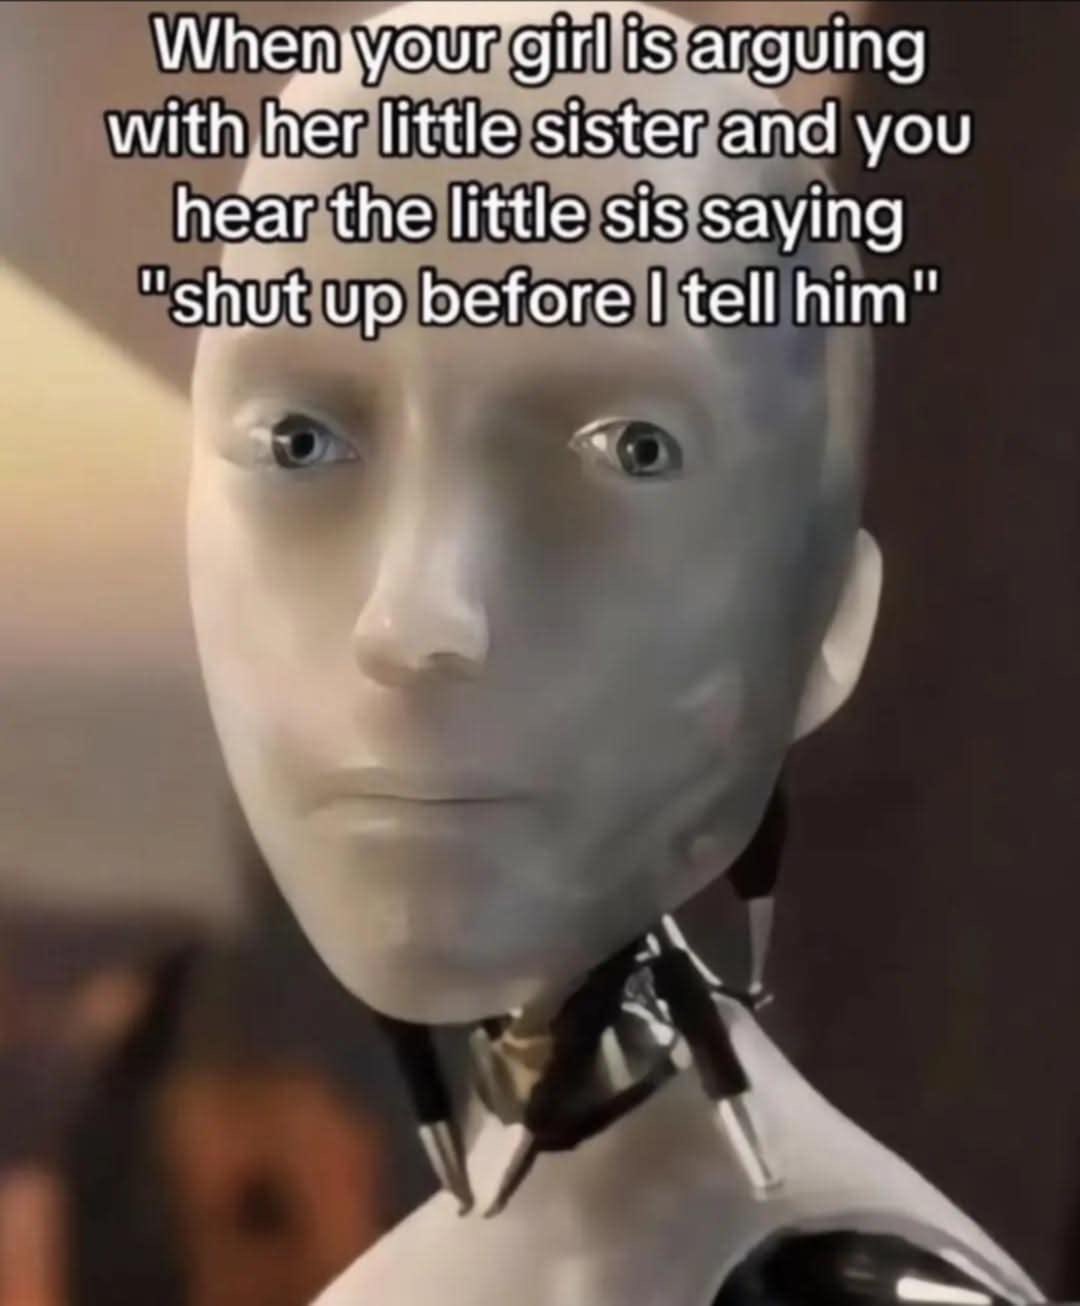 When your girl is arguing
with her little sister and you
hear the little sis saying
"shut up before I tell him"